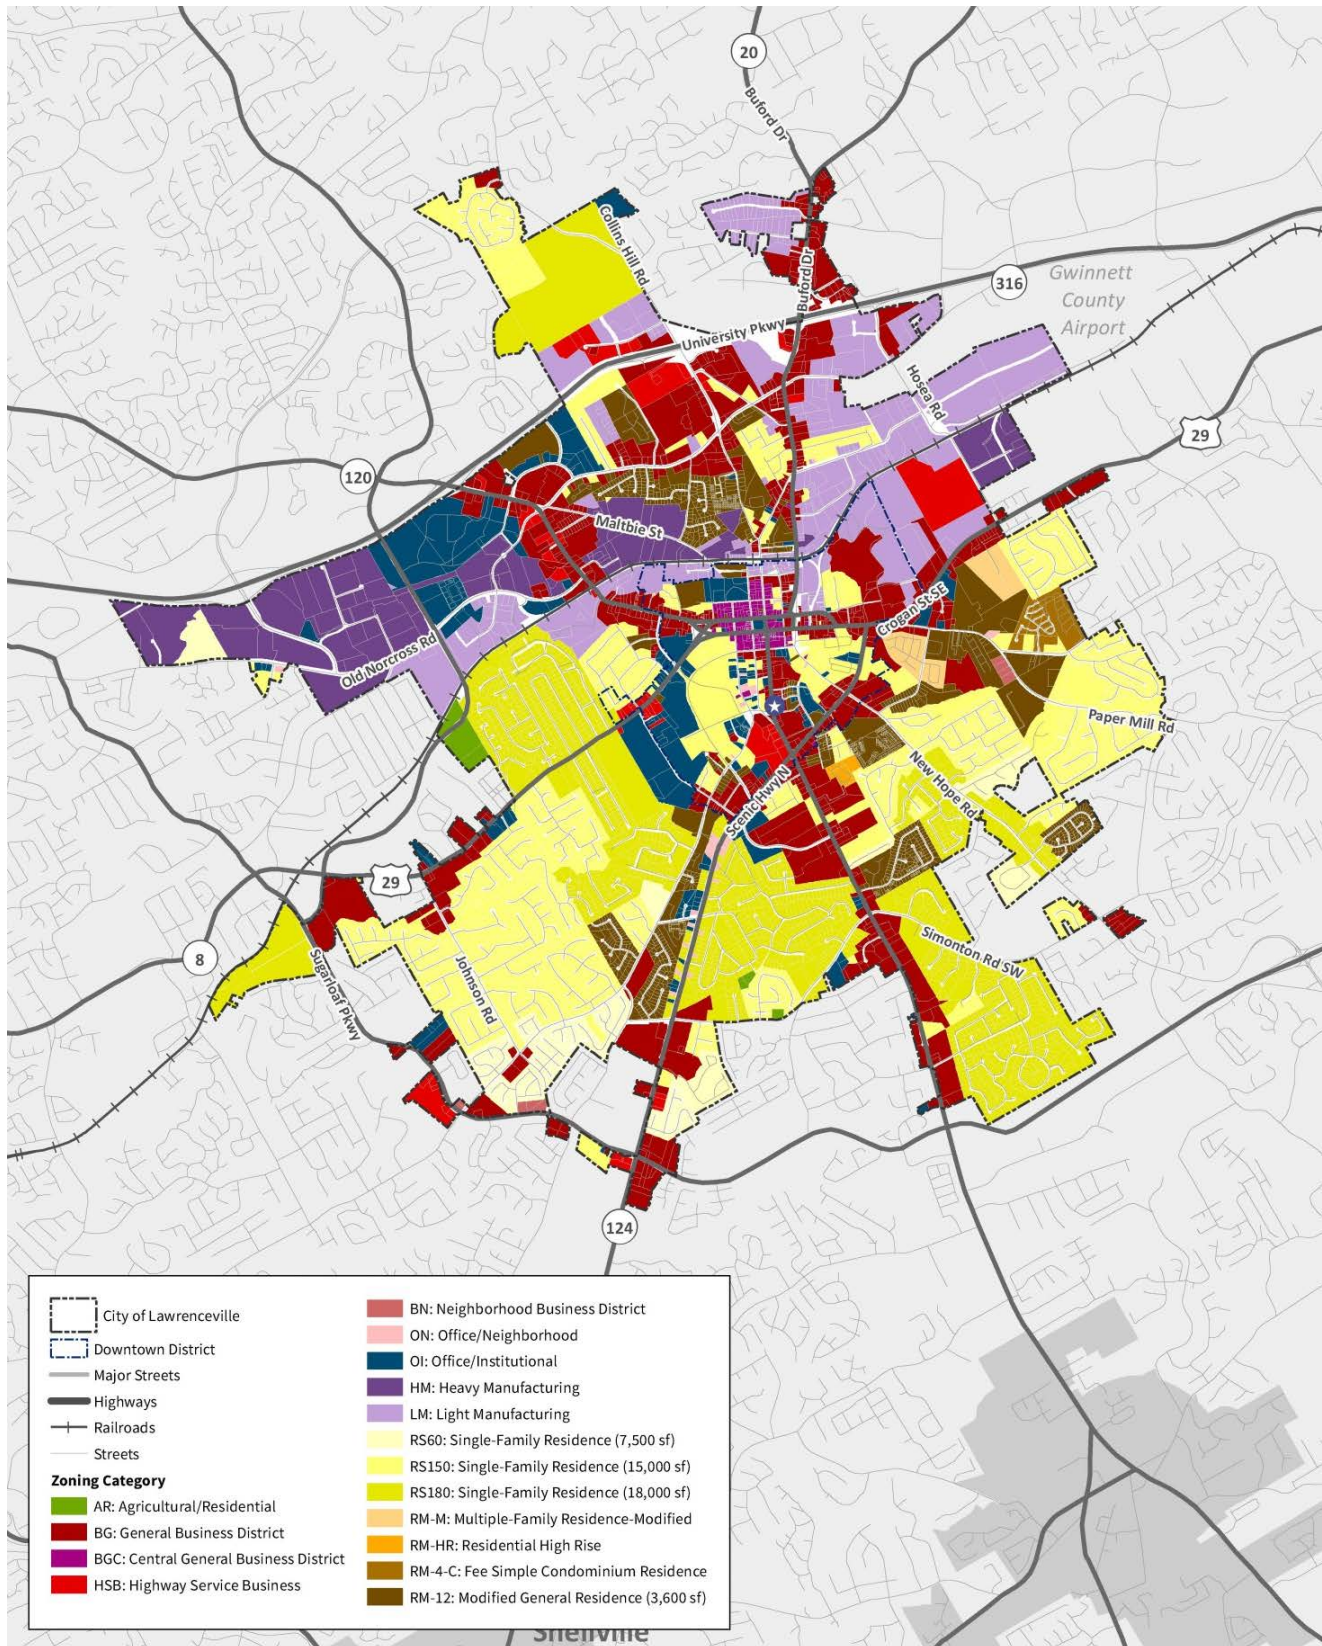 20
Buford Dr
Collins Hill Rd
Buford Dr
316
Gwinnett
County
Airport
University Pkwy
Hosea Rd
29
120
Maltbie St
Crogan St SE
Old Norcross Rd
Paper Mill Rd
New Hope Rd
Scenic Hwy N
29
8
Simonton Rd SW
Sugarloaf Pkwy
Johnson Rd
124
City of Lawrenceville
Downtown District
Major Streets
Highways
Railroads
Streets
Zoning Category
AR: Agricultural/Residential
BG: General Business District
BGC: Central General Business District
HSB: Highway Service Business
BN: Neighborhood Business District
ON: Office/Neighborhood
OI: Office/Institutional
HM: Heavy Manufacturing
LM: Light Manufacturing
RS60: Single-Family Residence (7,500 sf)
RS150: Single-Family Residence (15,000 sf)
RS180: Single-Family Residence (18,000 sf)
RM-M: Multiple-Family Residence-Modified
RM-HR: Residential High Rise
RM-4-C: Fee Simple Condominium Residence
RM-12: Modified General Residence (3,600 sf)